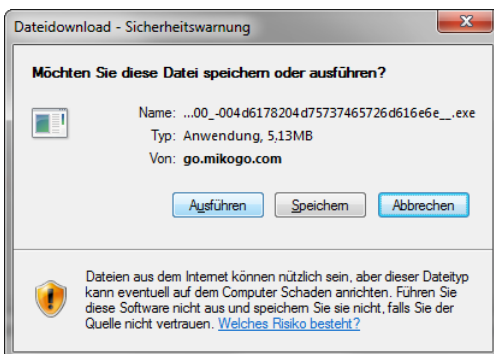 Dateidownload - Sicherheitswarnung
Möchten Sie diese Datei speichern oder ausführen?
Name: ...00_-004d6178204d75737465726d616e6e__.exe
Typ: Anwendung, 5,13MB
Von: go.mikogo.com
Ausführen Speichern Abbrechen
Dateien aus dem Internet können nützlich sein, aber dieser Dateityp
kann eventuell auf dem Computer Schaden anrichten. Führen Sie
diese Software nicht aus und speichern Sie sie nicht, falls Sie der
Quelle nicht vertrauen. Welches Risiko besteht?